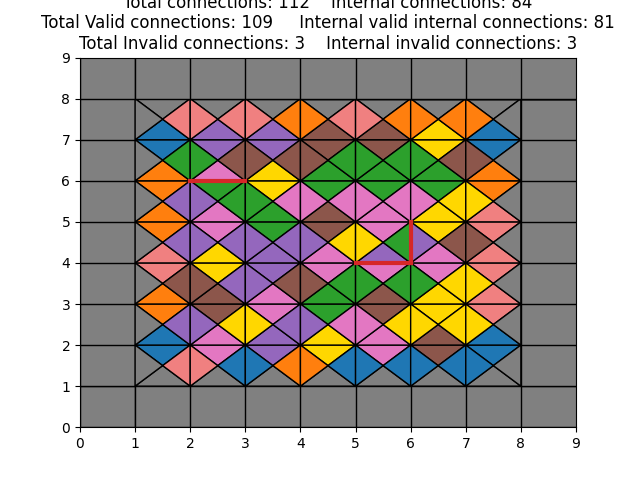 Total connections: 112    Internal connections: 84
Total Valid connections: 109    Internal valid internal connections: 81
Total Invalid connections: 3    Internal invalid connections: 3
9
8
7
6
5
4
3
2
1
0
0 1 2 3 4 5 6 7 8 9